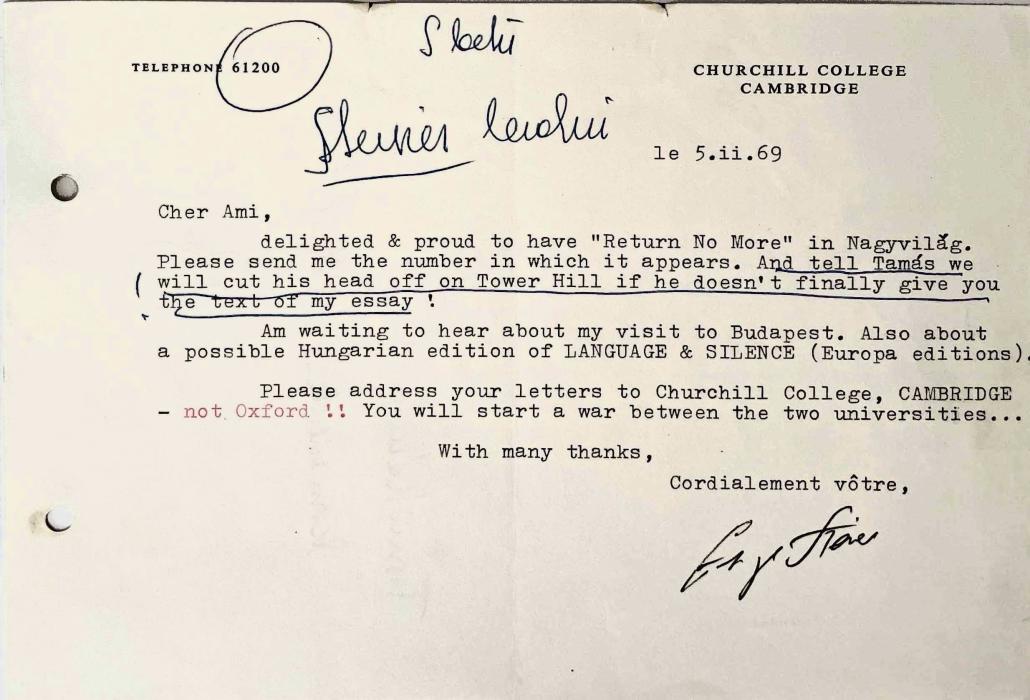 S betű
TELEPHONE 61200
CHURCHILL COLLEGE
CAMBRIDGE
Steiner
le 5.ii.69
Cher Ami,
delighted & proud to have "Return No More" in Nagyvilág.
Please send me the number in which it appears. And tell Tamás we
will cut his head off on Tower Hill if he doesn't finally give you
the text of my essay !
Am waiting to hear about my visit to Budapest. Also about
a possible Hungarian edition of LANGUAGE & SILENCE (Europa editions).
Please address your letters to Churchill College, CAMBRIDGE
- not Oxford !! You will start a war between the two universities...
With many thanks,
Cordialement vôtre,
George Steiner